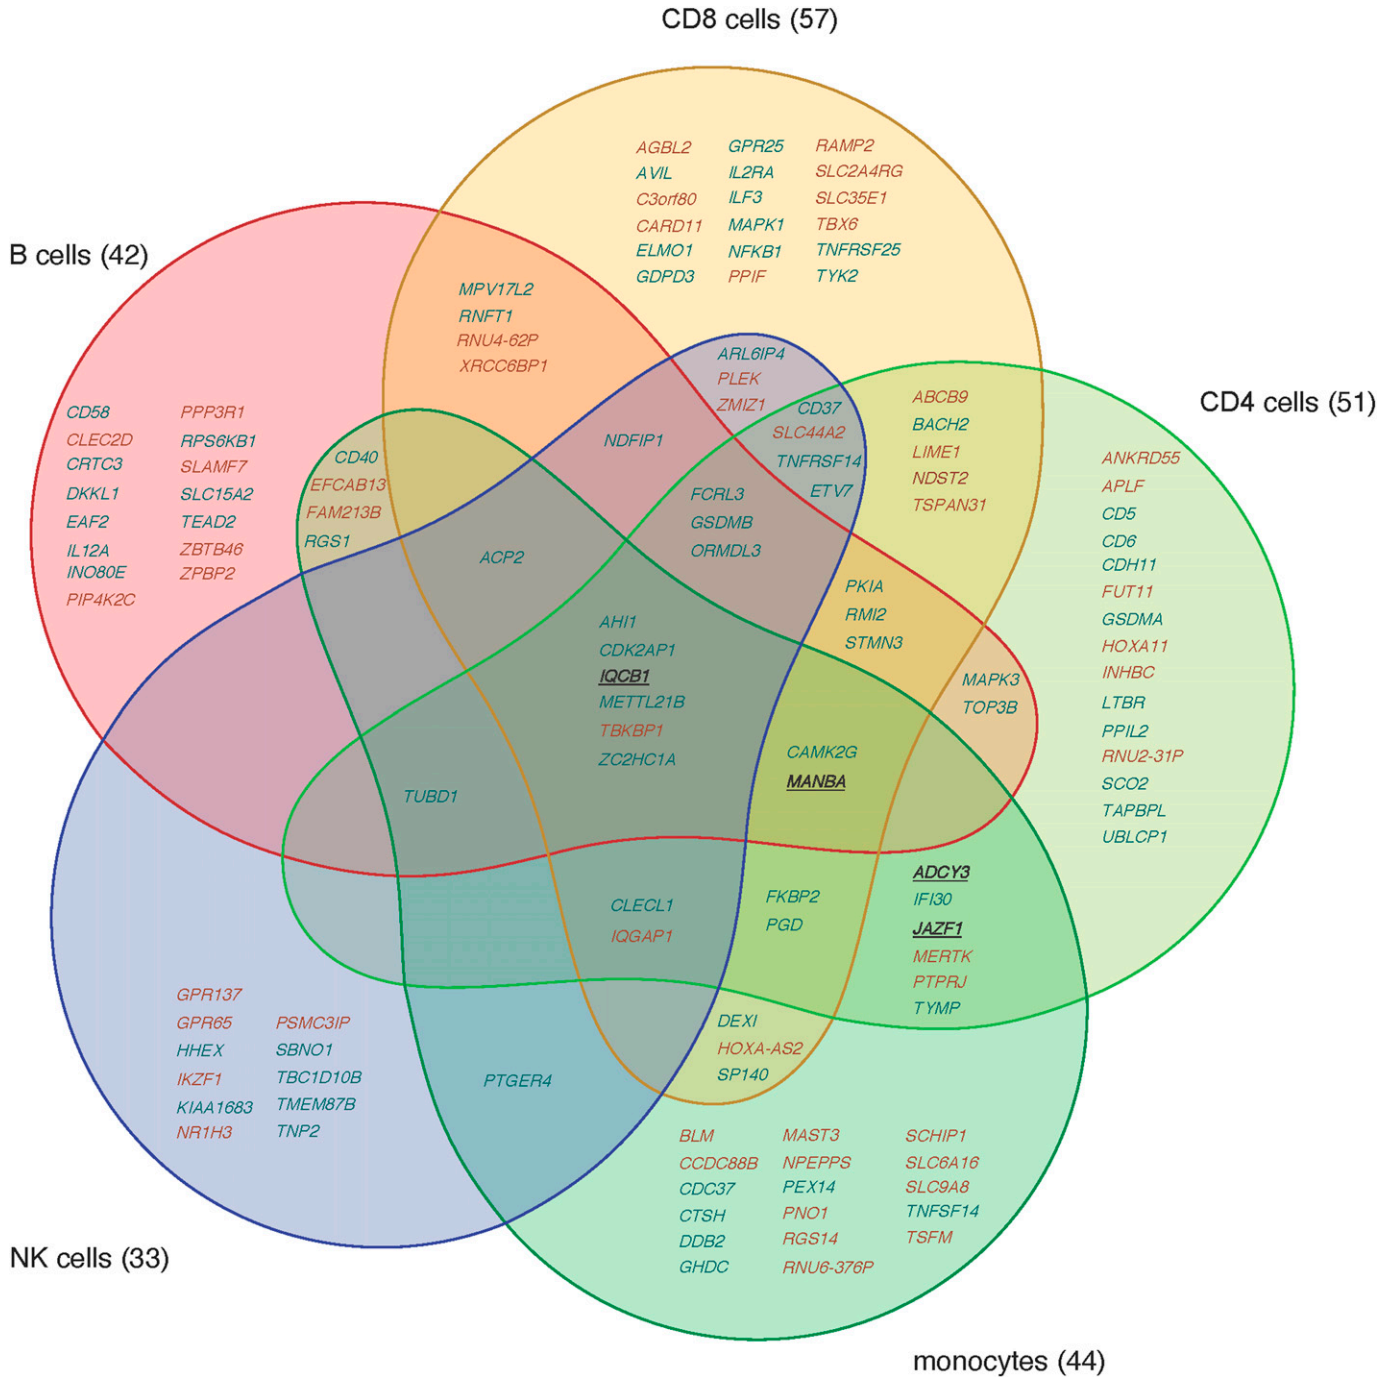 CD8 cells (57)
AGBL2 GPR25 RAMP2
AVIL IL2RA SLC2A4RG
C3orf80 ILF3 SLC35E1
CARD11 MAPK1 TBX6
ELMO1 NFKB1 TNFRSF25
GDPD3 PPIF TYK2
B cells (42)
MPV17L2
RNFT1
RNU4-62P
XRCC6BP1
ARL6IP4
PLEK
ZMIZ1
CD37
SLC44A2
TNFRSF14
ETV7
ABCB9
BACH2
LIME1
NDST2
TSPAN31
CD4 cells (51)
CD58 PPP3R1
CLEC2D RPS6KB1
CRTC3 SLAMF7
DKKL1 SLC15A2
EAF2 TEAD2
IL12A ZBTB46
INO80E ZPBP2
PIP4K2C
CD40
EFCAB13
FAM213B
RGS1
NDFIP1
ACP2
FCRL3
GSDMB
ORMDL3
PKIA
RMI2
STMN3
MAPK3
TOP3B
ANKRD55
APLF
CD5
CD6
CDH11
FUT11
GSDMA
HOXA11
INHBC
LTBR
PPIL2
RNU2-31P
SCO2
TAPBPL
UBLCP1
AHI1
CDK2AP1
IQCB1
METTL21B
TBKBP1
ZC2HC1A
CAMK2G
MANBA
TUBD1
CLECL1
IQGAP1
FKBP2
PGD
ADCY3
IFI30
JAZF1
MERTK
PTPRJ
TYMP
GPR137
GPR65 PSMC3IP
HHEX SBNO1
IKZF1 TBC1D10B
KIAA1683 TMEM87B
NR1H3 TNP2
PTGER4
DEXI
HOXA-AS2
SP140
BLM MAST3 SCHIP1
CCDC88B NPEPPS SLC6A16
CDC37 PEX14 SLC9A8
CTSH PNO1 TNFSF14
DDB2 RGS14 TSFM
GHDC RNU6-376P
NK cells (33)
monocytes (44)